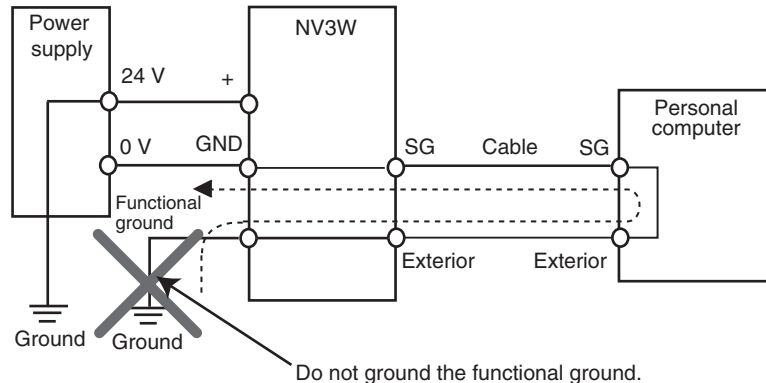 Power
supply
NV3W
24 V
+
Personal
computer
0 V
GND
SG
Cable
SG
Functional
ground
Exterior
Exterior
Ground
Ground
Do not ground the functional ground.